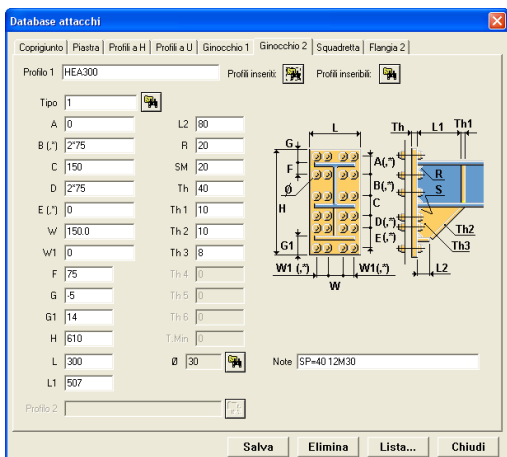 Database attacchi
Coprigiunto | Piastra | Profili a H | Profili a U | Ginocchio 1 | Ginocchio 2 | Squadretta | Flangia 2
Profilo 1 HEA300 Profili inseriti: Profili inseribili:
Tipo 1
A 0 L2 80
B (,*) 2*75 R 20
C 150 SM 20
D 2*75 Th 40
E (,*) 0 Th 1 10
W 150.0 Th 2 10
W1 0 Th 3 8
F 75 Th 4 0
G -5 Th 5 0
G1 14 Th 6 0
H 610 T.Min 0
L 300 Ø 30
L1 507
Profilo 2
L Th L1 Th1
G
F A(,*)
Ø R
H B(,*) S
C
D(,*) Th2
G1 E(,*) Th3
W1 (,*) W1(,*) L2
W
Note SP=40 12M30
Salva Elimina Lista... Chiudi